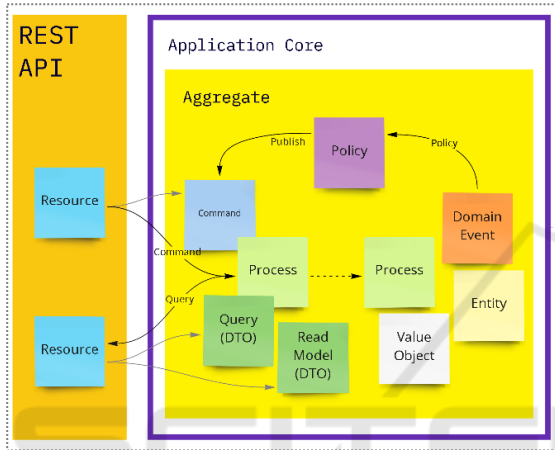 REST
API
Application Core
Aggregate
Publish
Policy
Policy
Resource
Command
Domain
Event
Command
Process
Process
Query
Entity
Resource
Query
(DTO)
Read
Model
(DTO)
Value
Object